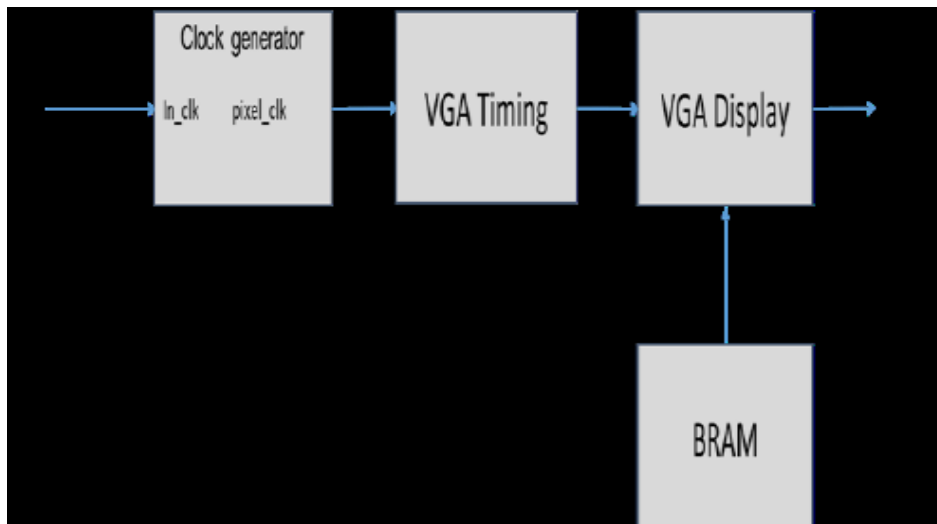 Clock generator
In_clk pixel_clk
VGA Timing
VGA Display
BRAM